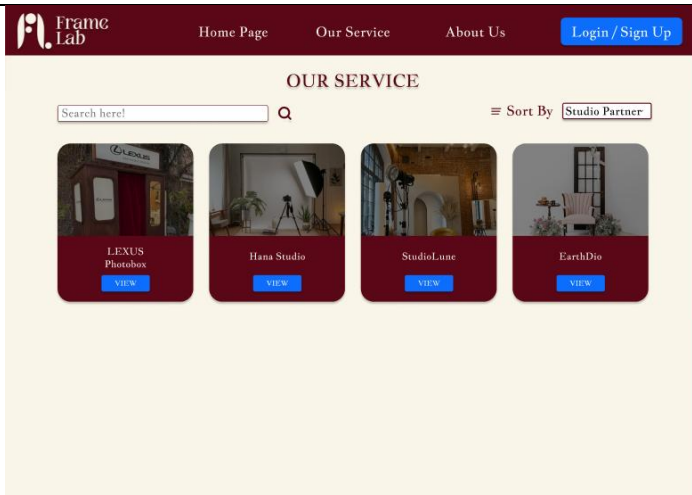 Frame
Lab
Home Page
Our Service
About Us
Login / Sign Up
OUR SERVICE
Search here!
Sort By
Studio Partner
LEXUS
LEXUS
Photobox
VIEW
Hana Studio
VIEW
StudioLune
VIEW
EarthDio
VIEW